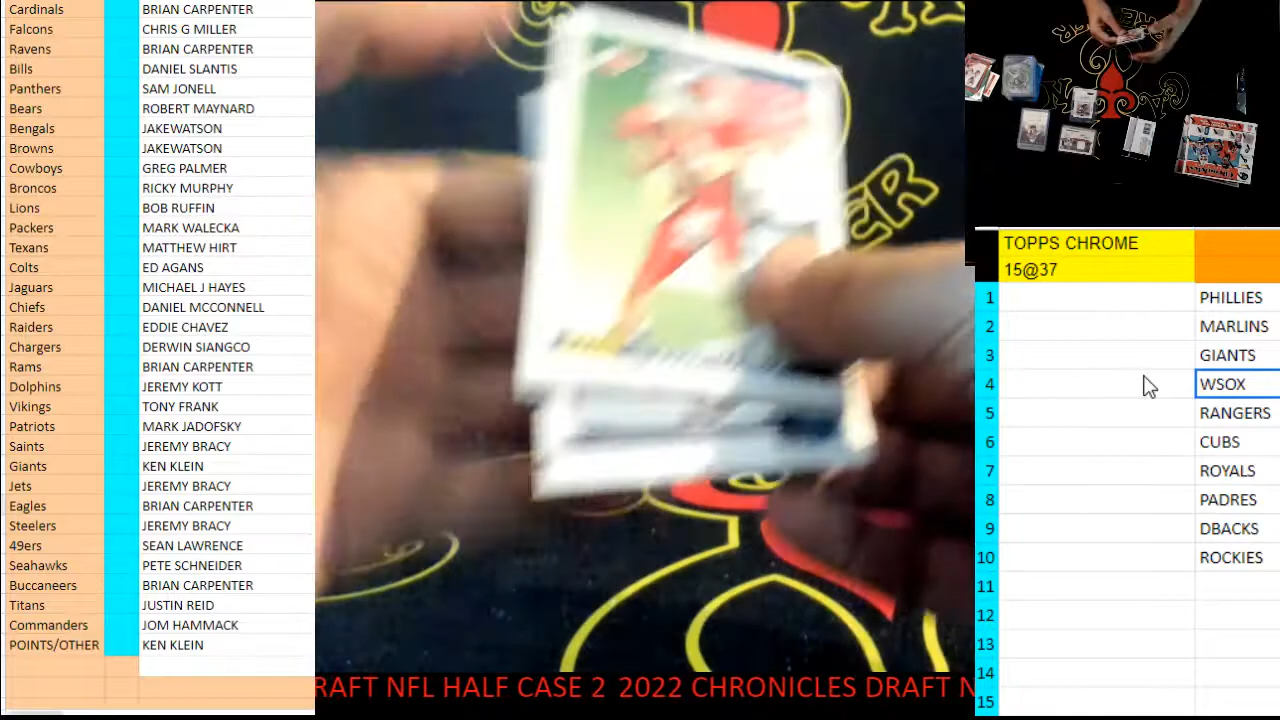 Cardinals BRIAN CARPENTER
Falcons CHRIS G MILLER
Ravens BRIAN CARPENTER
Bills DANIEL SLANTIS
Panthers SAM JONELL
Bears ROBERT MAYNARD
Bengals JAKEWATSON
Browns JAKEWATSON
Cowboys GREG PALMER
Broncos RICKY MURPHY
Lions BOB RUFFIN
Packers MARK WALECKA
Texans MATTHEW HIRT
Colts ED AGANS
Jaguars MICHAEL J HAYES
Chiefs DANIEL MCCONNELL
Raiders EDDIE CHAVEZ
Chargers DERWIN SIANGCO
Rams BRIAN CARPENTER
Dolphins JEREMY KOTT
Vikings TONY FRANK
Patriots MARK JADOFSKY
Saints JEREMY BRACY
Giants KEN KLEIN
Jets JEREMY BRACY
Eagles BRIAN CARPENTER
Steelers JEREMY BRACY
49ers SEAN LAWRENCE
Seahawks PETE SCHNEIDER
Buccaneers BRIAN CARPENTER
Titans JUSTIN REID
Commanders JOM HAMMACK
POINTS/OTHER KEN KLEIN
ER
RAFT NFL HALF CASE 2 2022 CHRONICLES DRAFT N
TOPPS CHROME
15@37
1 PHILLIES
2 MARLINS
3 GIANTS
4 WSOX
5 RANGERS
6 CUBS
7 ROYALS
8 PADRES
9 DBACKS
10 ROCKIES
11
12
13
14
15